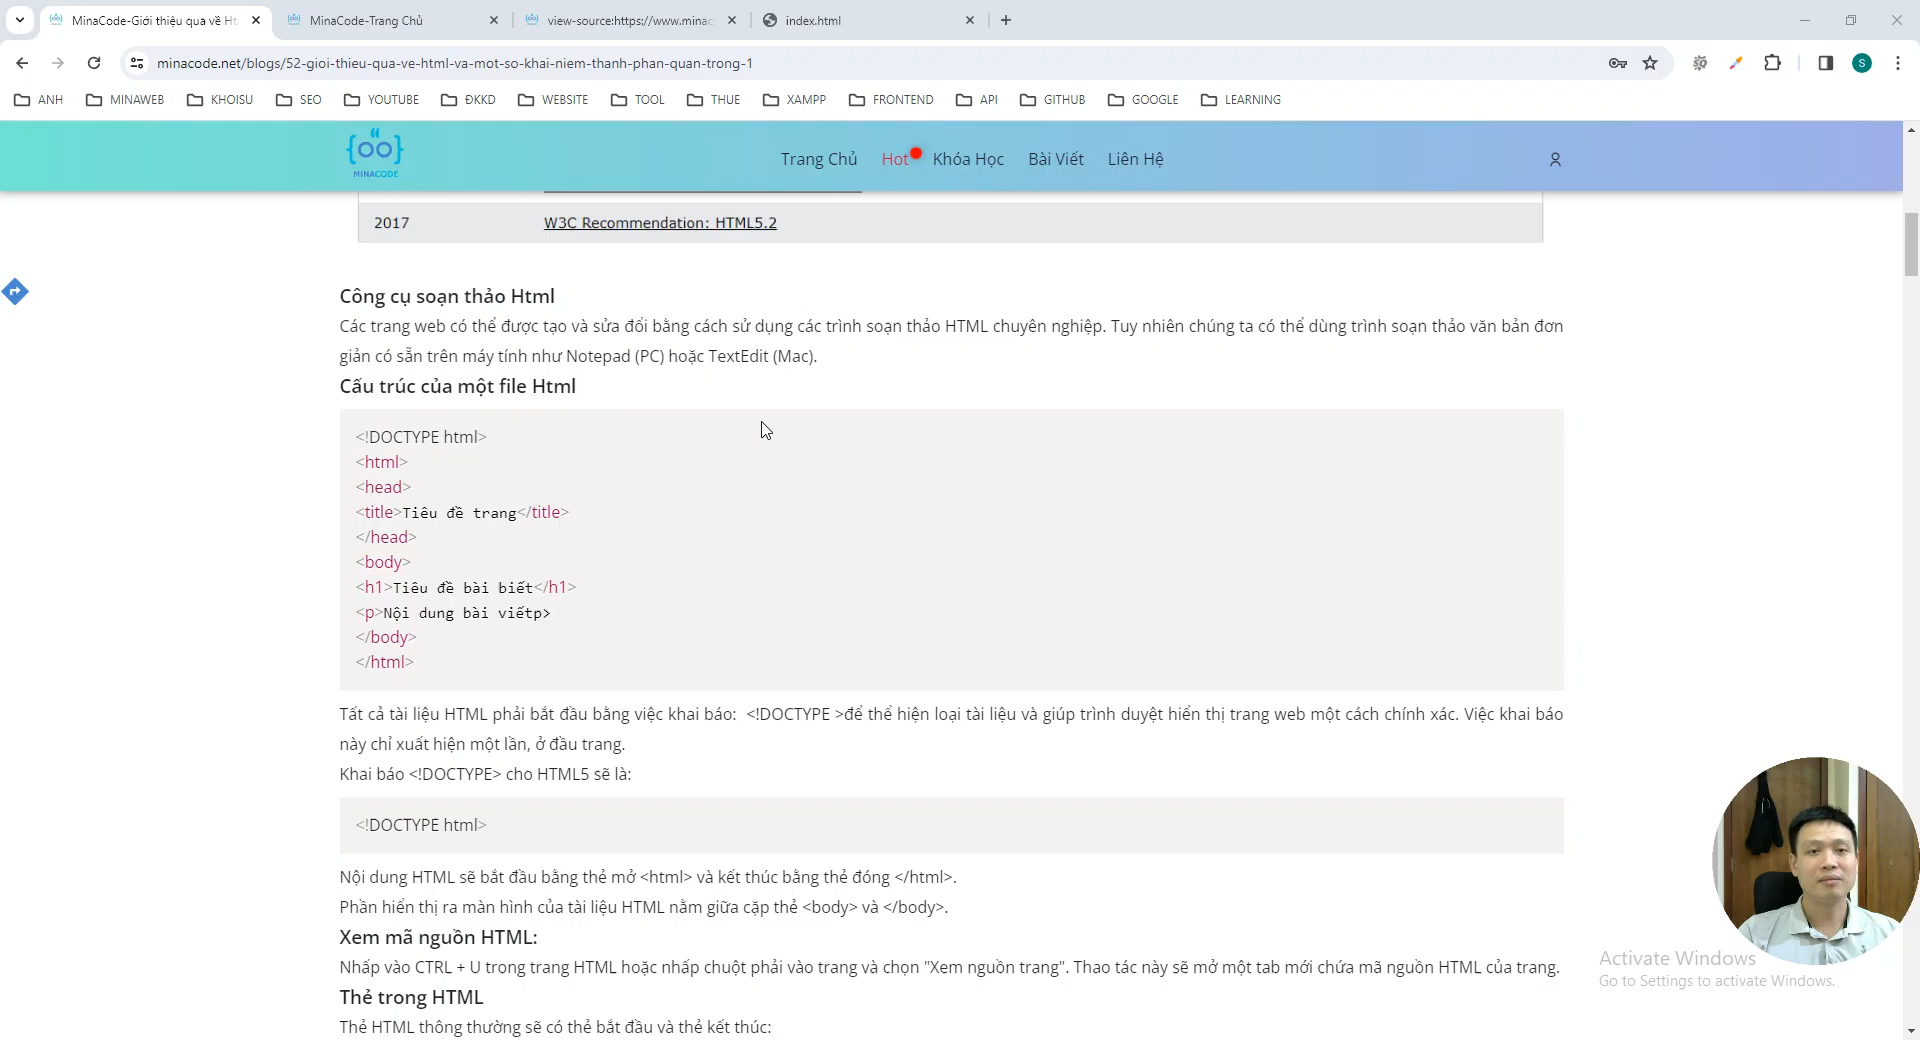 MinaCode-Giới thiệu qua về Ht
MinaCode-Trang Chủ
view-source:https://www.minac
index.html
minacode.net/blogs/52-gioi-thieu-qua-ve-html-va-mot-so-khai-niem-thanh-phan-quan-trong-1
S
ANH
MINAWEB
KHOISU
SEO
YOUTUBE
ĐKKD
WEBSITE
TOOL
THUE
XAMPP
FRONTEND
API
GITHUB
GOOGLE
LEARNING
MINACODE
Trang Chủ
Hot
Khóa Học
Bài Viết
Liên Hệ
2017 W3C Recommendation: HTML5.2
Công cụ soạn thảo Html
Các trang web có thể được tạo và sửa đổi bằng cách sử dụng các trình soạn thảo HTML chuyên nghiệp. Tuy nhiên chúng ta có thể dùng trình soạn thảo văn bản đơn
giản có sẵn trên máy tính như Notepad (PC) hoặc TextEdit (Mac).
Cấu trúc của một file Html
<!DOCTYPE html>
<html>
<head>
<title>Tiêu đề trang</title>
</head>
<body>
<h1>Tiêu đề bài biết</h1>
<p>Nội dung bài viếtp>
</body>
</html>
Tất cả tài liệu HTML phải bắt đầu bằng việc khai báo:  <!DOCTYPE >để thể hiện loại tài liệu và giúp trình duyệt hiển thị trang web một cách chính xác. Việc khai báo
này chỉ xuất hiện một lần, ở đầu trang.
Khai báo <!DOCTYPE> cho HTML5 sẽ là:
<!DOCTYPE html>
Nội dung HTML sẽ bắt đầu bằng thẻ mở <html> và kết thúc bằng thẻ đóng </html>.
Phần hiển thị ra màn hình của tài liệu HTML nằm giữa cặp thẻ <body> và </body>.
Xem mã nguồn HTML:
Nhấp vào CTRL + U trong trang HTML hoặc nhấp chuột phải vào trang và chọn "Xem nguồn trang". Thao tác này sẽ mở một tab mới chứa mã nguồn HTML của trang.
Thẻ trong HTML
Thẻ HTML thông thường sẽ có thẻ bắt đầu và thẻ kết thúc:
Activate Windows
Go to Settings to activate Windows.